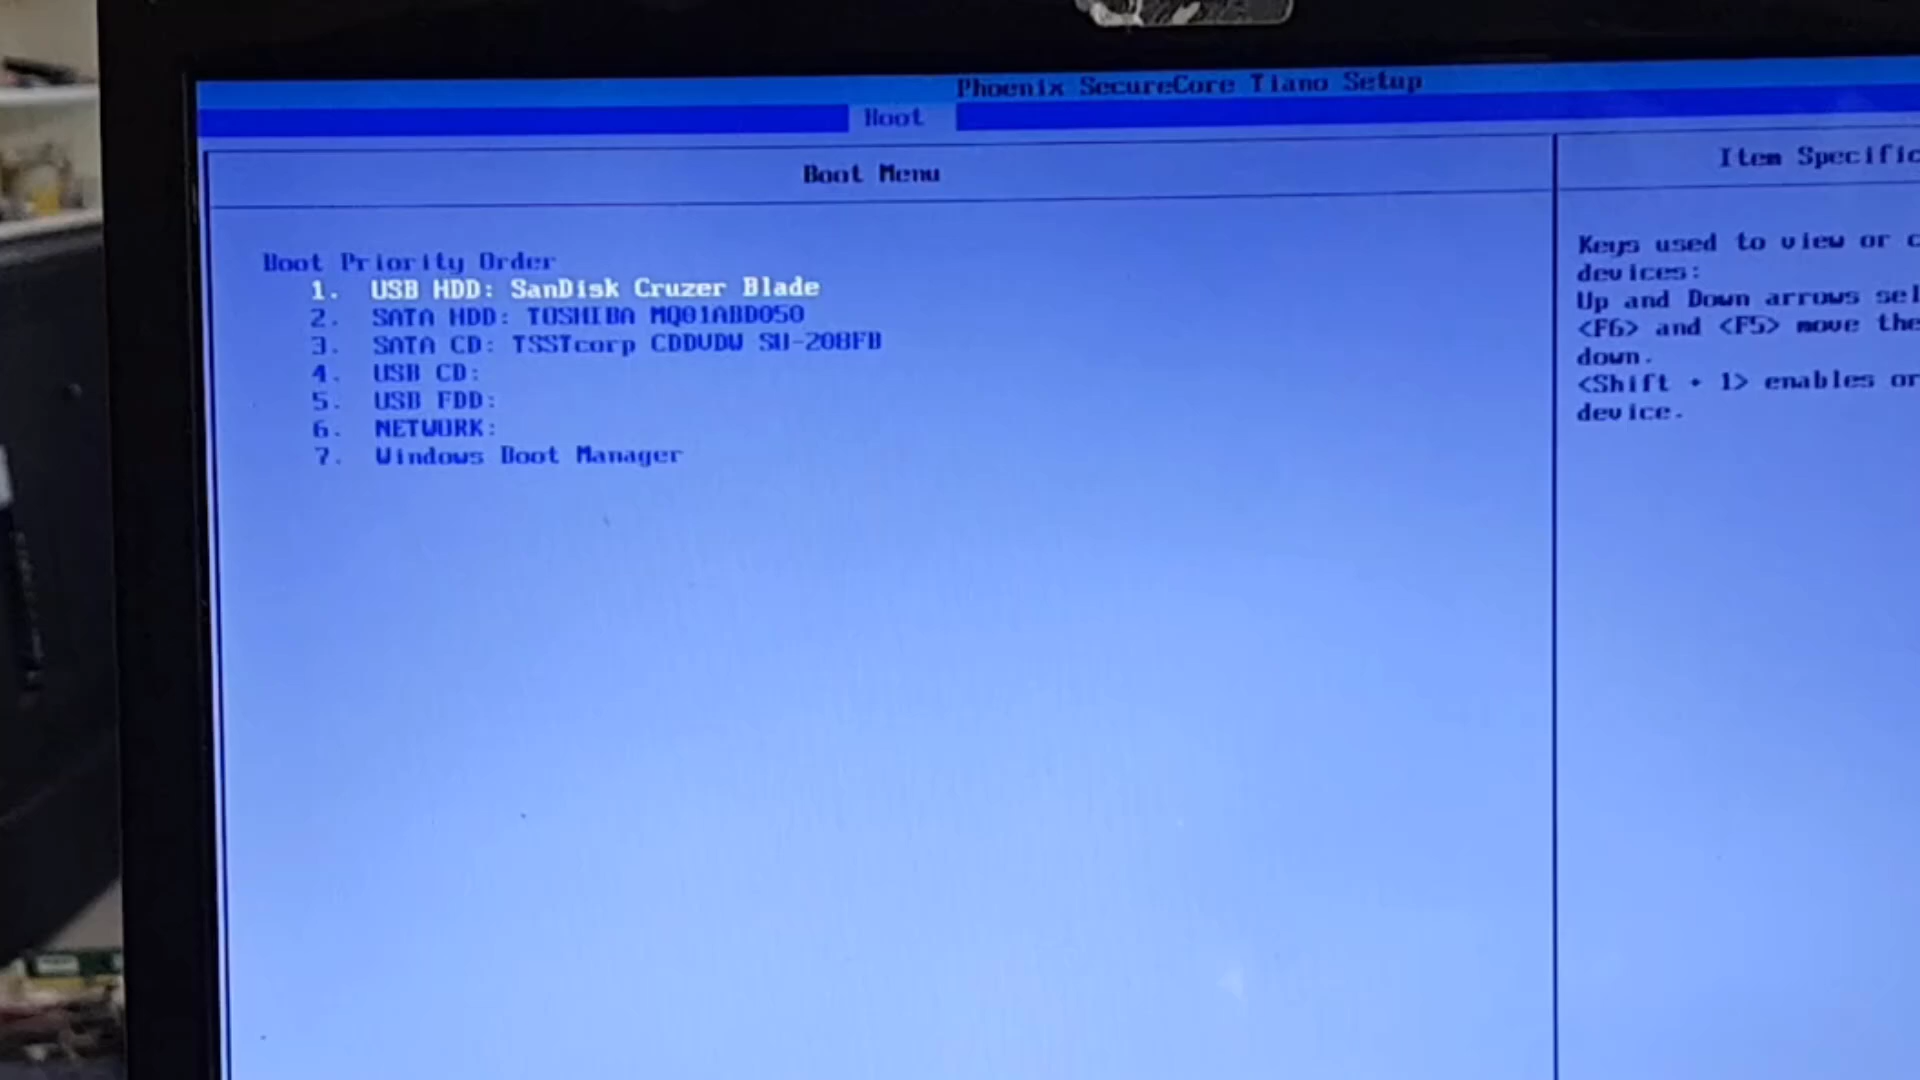 Phoenix SecureCore Tiano Setup
Boot
Boot Menu
Item Specific
Boot Priority Order
1. USB HDD: SanDisk Cruzer Blade
2. SATA HDD: TOSHIBA MQ01ABD050
3. SATA CD: TSSTcorp CDDVDW SU-208FB
4. USB CD:
5. USB FDD:
6. NETWORK:
7. Windows Boot Manager
Keys used to view or c
devices:
Up and Down arrows sel
<F6> and <F5> move the
down.
<Shift + 1> enables or
device.